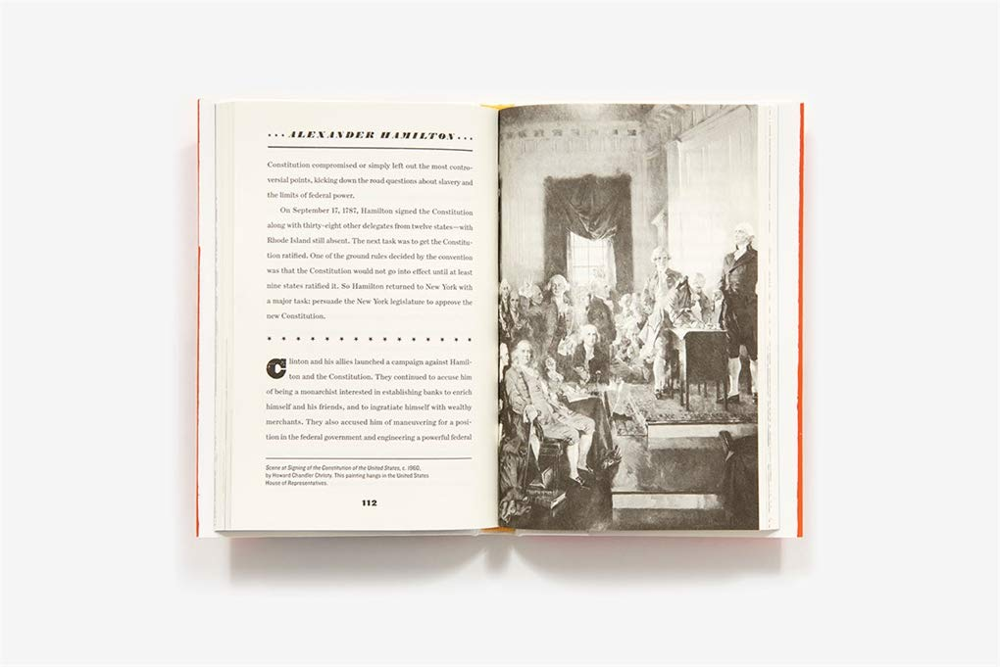 ... ALEXANDER HAMILTON ...
Constitution compromised or simply left out the most contro-
versial points, kicking down the road questions about slavery and
the limits of federal power.
On September 17, 1787, Hamilton signed the Constitution
along with thirty-eight other delegates from twelve states—with
Rhode Island still absent. The next task was to get the Constitu-
tion ratified. One of the ground rules decided by the convention
was that the Constitution would not go into effect until at least
nine states ratified it. So Hamilton returned to New York with
a major task: persuade the New York legislature to approve the
new Constitution.
Clinton and his allies launched a campaign against Hamil-
ton and the Constitution. They continued to accuse him
of being a monarchist interested in establishing banks to enrich
himself and his friends, and to ingratiate himself with wealthy
merchants. They also accused him of maneuvering for a posi-
tion in the federal government and engineering a powerful federal
Scene at Signing of the Constitution of the United States, c. 1960,
by Howard Chandler Christy. This painting hangs in the United States
House of Representatives.
112